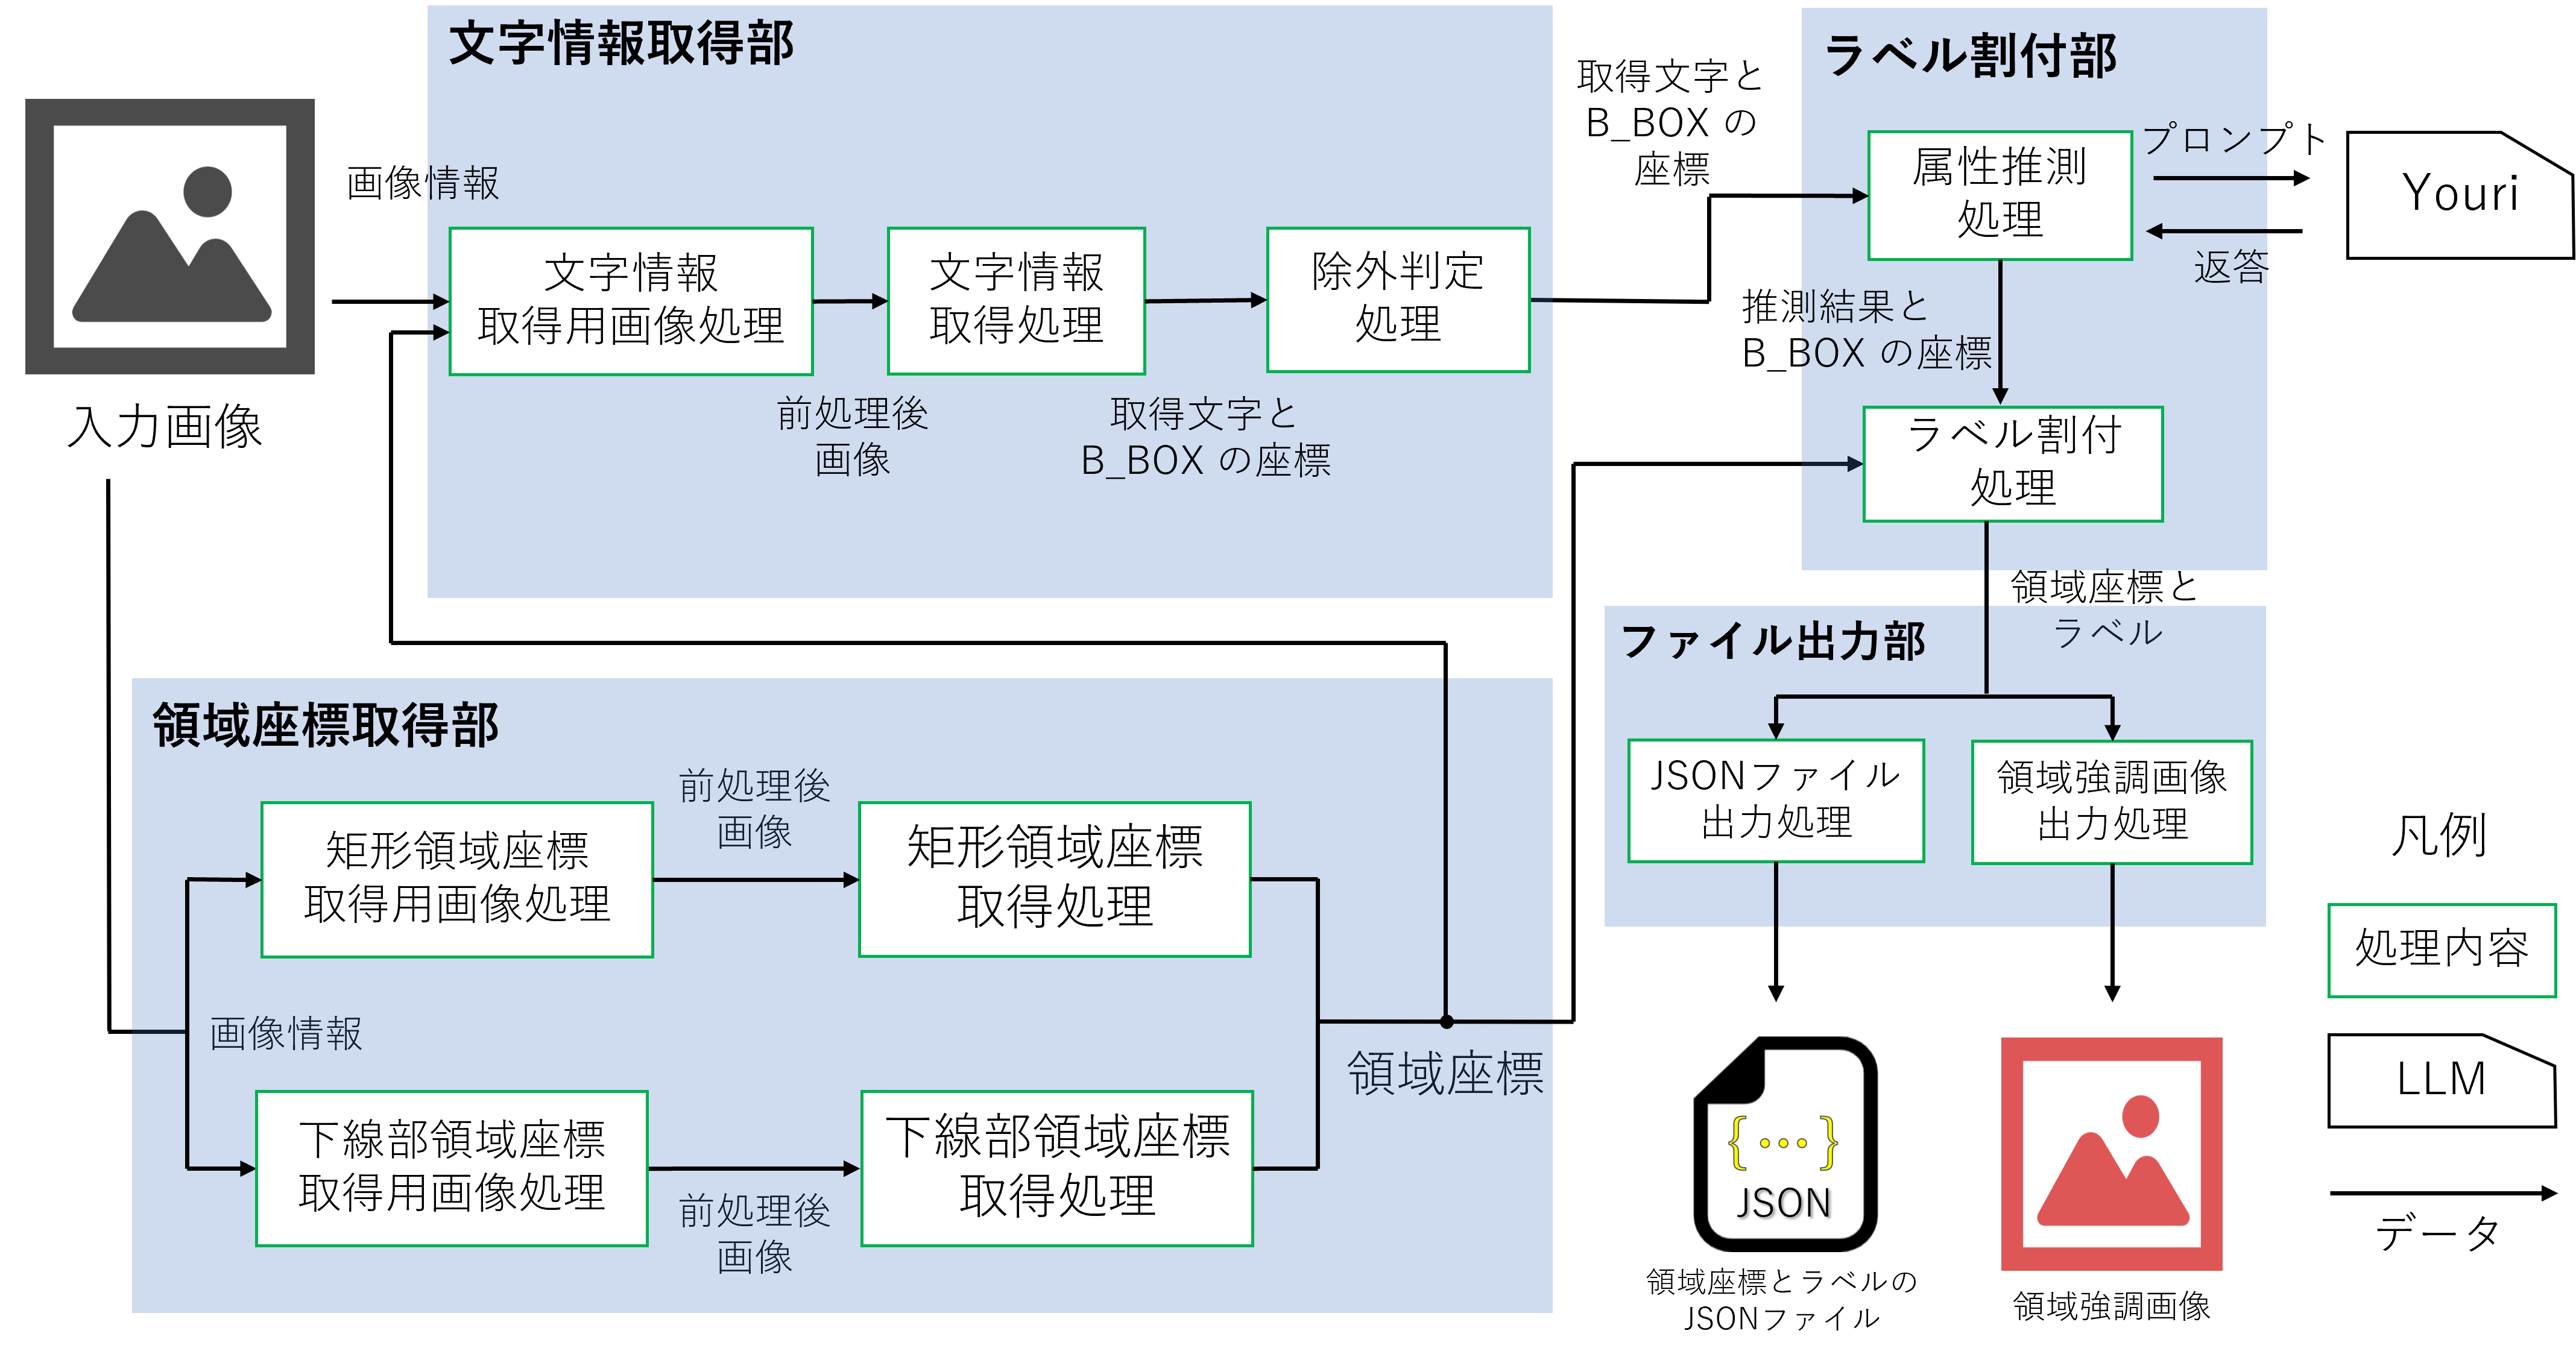 文字情報取得部
画像情報
入力画像
文字情報
取得用画像処理
前処理後
画像
文字情報
取得処理
取得文字と
B_BOX の座標
除外判定
処理
取得文字と
B_BOX の
座標
ラベル割付部
属性推測
処理
プロンプト
返答
Youri
推測結果と
B_BOX の座標
ラベル割付
処理
領域座標と
ラベル
領域座標取得部
画像情報
矩形領域座標
取得用画像処理
前処理後
画像
矩形領域座標
取得処理
下線部領域座標
取得用画像処理
前処理後
画像
下線部領域座標
取得処理
領域座標
ファイル出力部
JSONファイル
出力処理
領域強調画像
出力処理
{…}
JSON
領域座標とラベルの
JSONファイル
領域強調画像
凡例
処理内容
LLM
データ